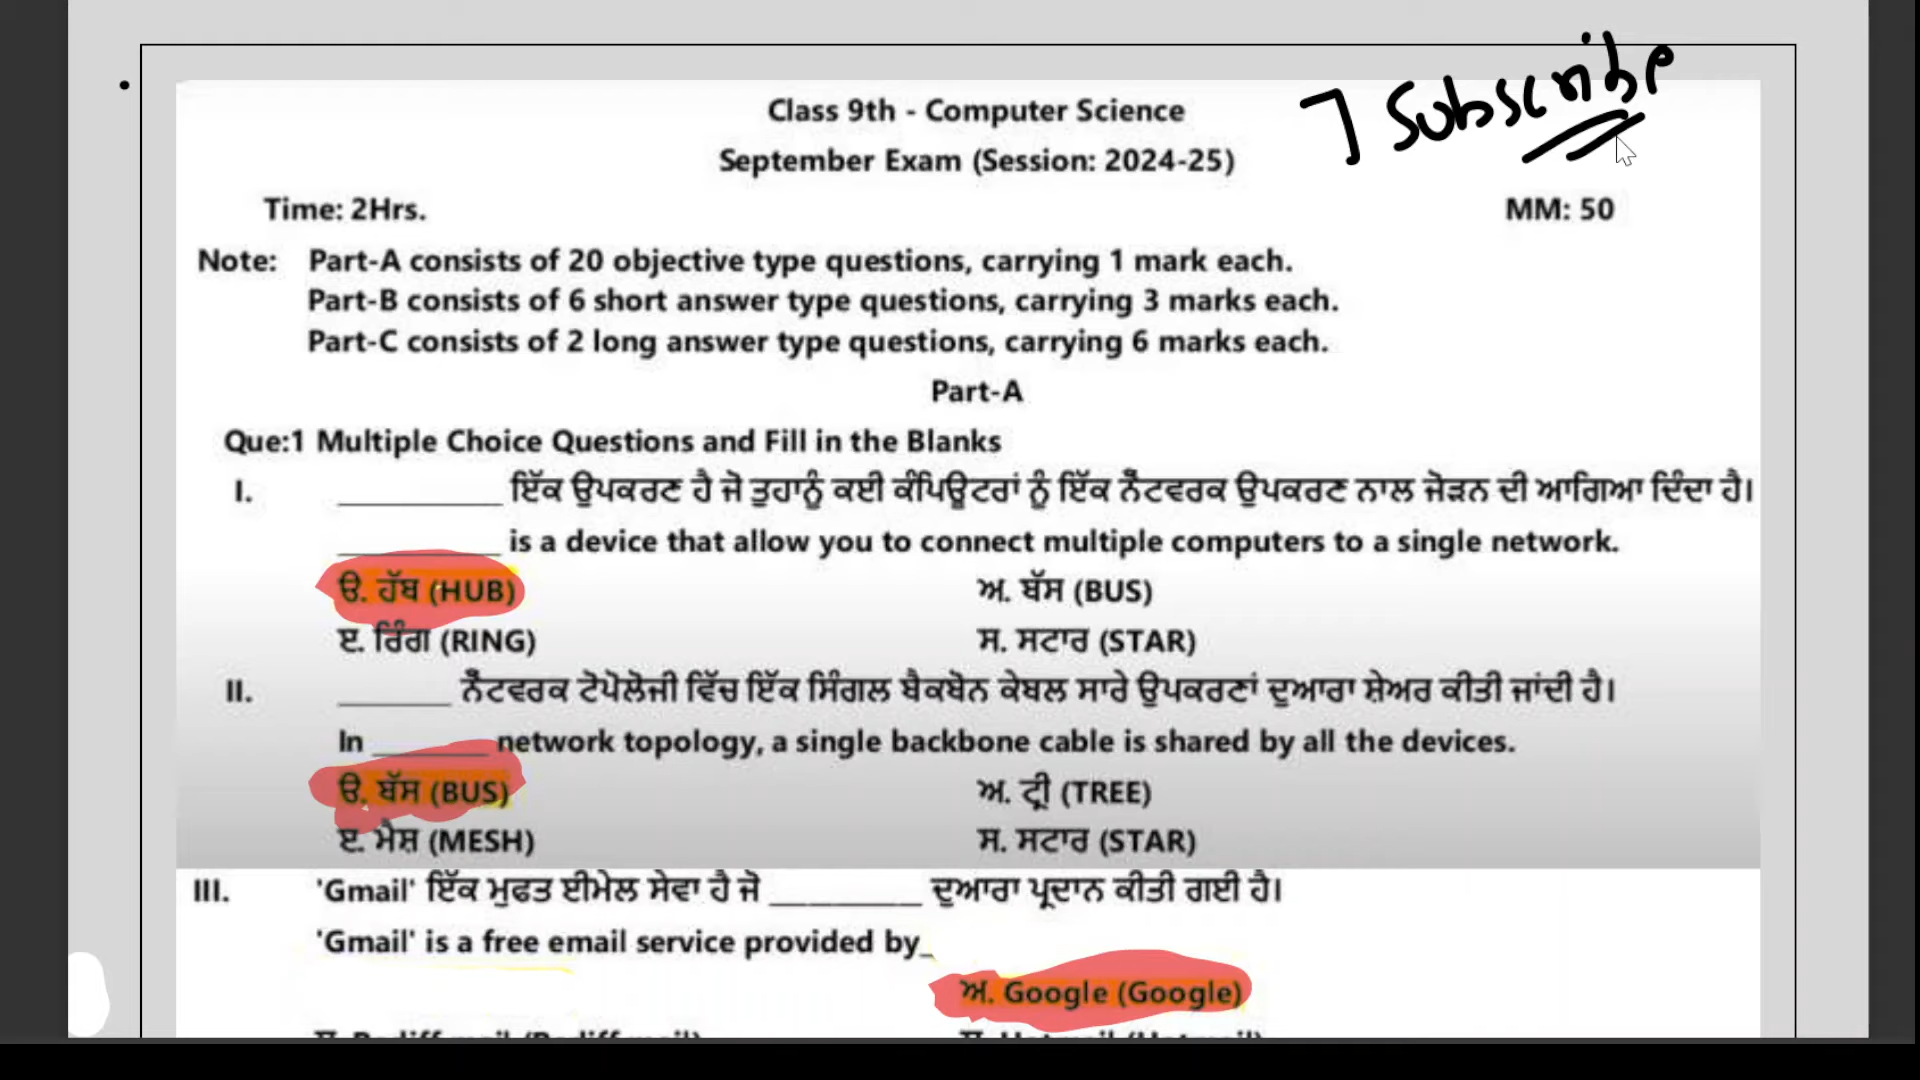 Subscribe
Class 9th - Computer Science
September Exam (Session: 2024-25)
Time: 2Hrs. MM: 50
Note: Part-A consists of 20 objective type questions, carrying 1 mark each.
Part-B consists of 6 short answer type questions, carrying 3 marks each.
Part-C consists of 2 long answer type questions, carrying 6 marks each.
Part-A
Que:1 Multiple Choice Questions and Fill in the Blanks
I. __________ ਇੱਕ ਉਪਕਰਣ ਹੈ ਜੋ ਤੁਹਾਨੂੰ ਕਈ ਕੰਪਿਊਟਰਾਂ ਨੂੰ ਇੱਕ ਨੈੱਟਵਰਕ ਉਪਕਰਣ ਨਾਲ ਜੋੜਨ ਦੀ ਆਗਿਆ ਦਿੰਦਾ ਹੈ।
__________ is a device that allow you to connect multiple computers to a single network.
ੳ. ਹੱਬ (HUB) ਅ. ਬੱਸ (BUS)
ੲ. ਰਿੰਗ (RING) ਸ. ਸਟਾਰ (STAR)
II. _______ ਨੈੱਟਵਰਕ ਟੋਪੋਲੋਜੀ ਵਿੱਚ ਇੱਕ ਸਿੰਗਲ ਬੈਕਬੋਨ ਕੇਬਲ ਸਾਰੇ ਉਪਕਰਣਾਂ ਦੁਆਰਾ ਸ਼ੇਅਰ ਕੀਤੀ ਜਾਂਦੀ ਹੈ।
In _______ network topology, a single backbone cable is shared by all the devices.
ੳ. ਬੱਸ (BUS) ਅ. ਟ੍ਰੀ (TREE)
ੲ. ਮੈਸ਼ (MESH) ਸ. ਸਟਾਰ (STAR)
III. 'Gmail' ਇੱਕ ਮੁਫਤ ਈਮੇਲ ਸੇਵਾ ਹੈ ਜੋ _________ ਦੁਆਰਾ ਪ੍ਰਦਾਨ ਕੀਤੀ ਗਈ ਹੈ।
'Gmail' is a free email service provided by_
ਅ. Google (Google)